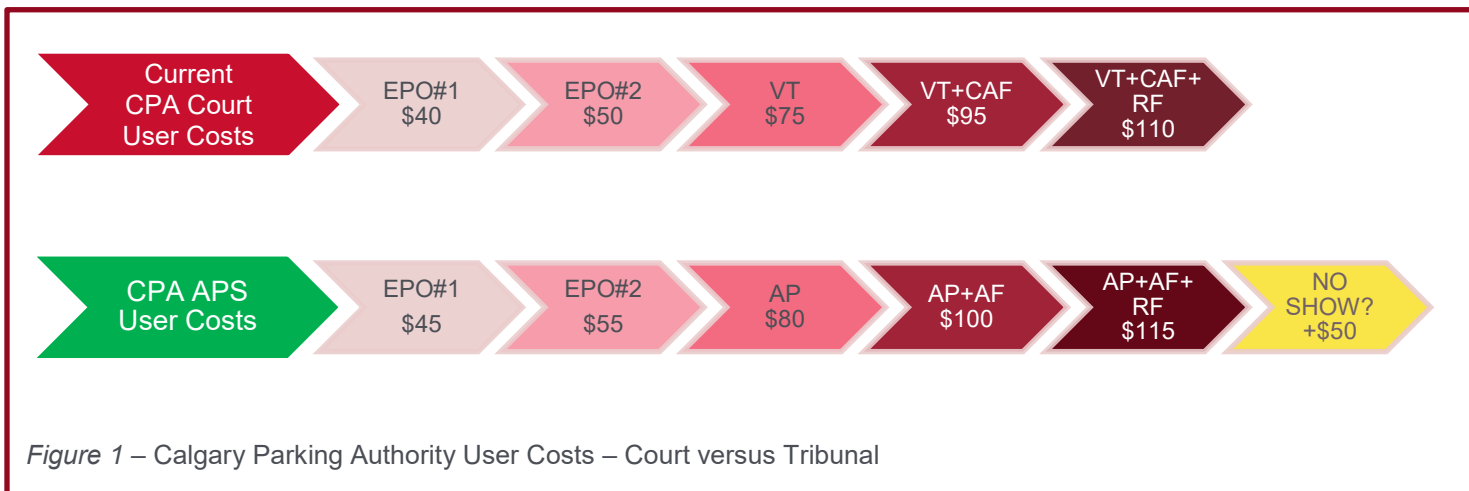 Current
CPA Court
User Costs
EPO#1
$40
EPO#2
$50
VT
$75
VT+CAF
$95
VT+CAF+
RF
$110
CPA APS
User Costs
EPO#1
$45
EPO#2
$55
AP
$80
AP+AF
$100
AP+AF+
RF
$115
NO
SHOW?
+$50
Figure 1 – Calgary Parking Authority User Costs – Court versus Tribunal